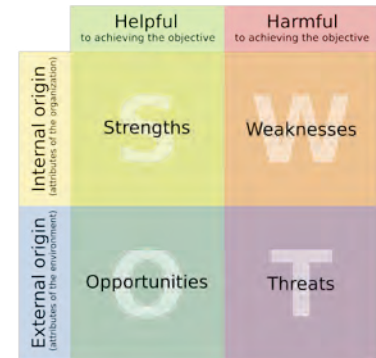 Helpful
to achieving the objective
Harmful
to achieving the objective
Internal origin
(attributes of the organization)
S
Strengths
W
Weaknesses
External origin
(attributes of the environment)
O
Opportunities
T
Threats